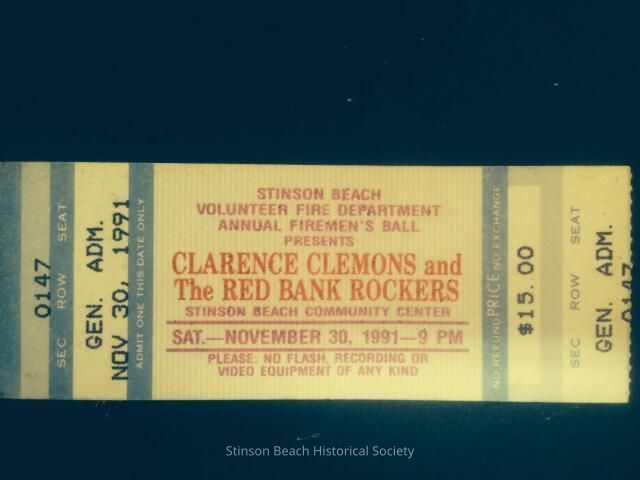 0147
SEC ROW SEAT
GEN. ADM.
NOV 30, 1991
ADMIT ONE THIS DATE ONLY
STINSON BEACH
VOLUNTEER FIRE DEPARTMENT
ANNUAL FIREMEN'S BALL
PRESENTS
CLARENCE CLEMONS and
The RED BANK ROCKERS
STINSON BEACH COMMUNITY CENTER
SAT.—NOVEMBER 30, 1991—9 PM
PLEASE: NO FLASH, RECORDING OR
VIDEO EQUIPMENT OF ANY KIND
NO REFUND PRICE NO EXCHANGE
$15.00
SEC ROW SEAT
GEN. ADM.
0147
Stinson Beach Historical Society